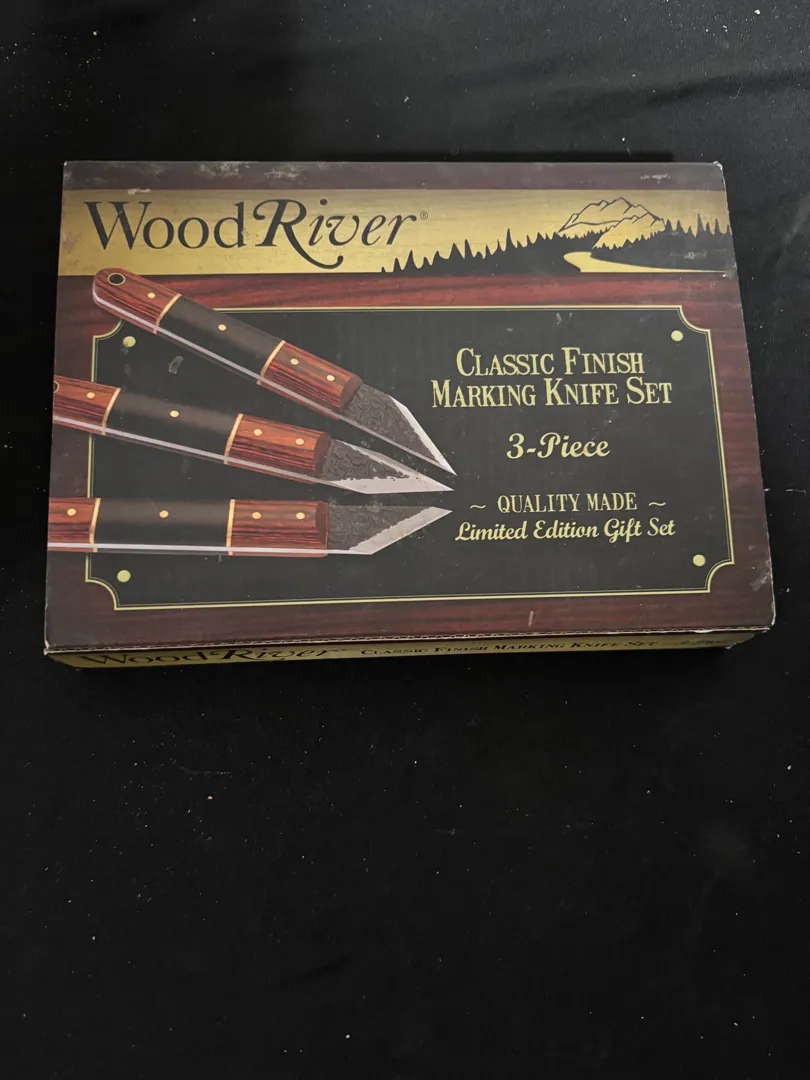 WoodRiver®
Classic Finish
Marking Knife Set
3-Piece
~ QUALITY MADE ~
Limited Edition Gift Set
WoodRiver Classic Finish Marking Knife Set